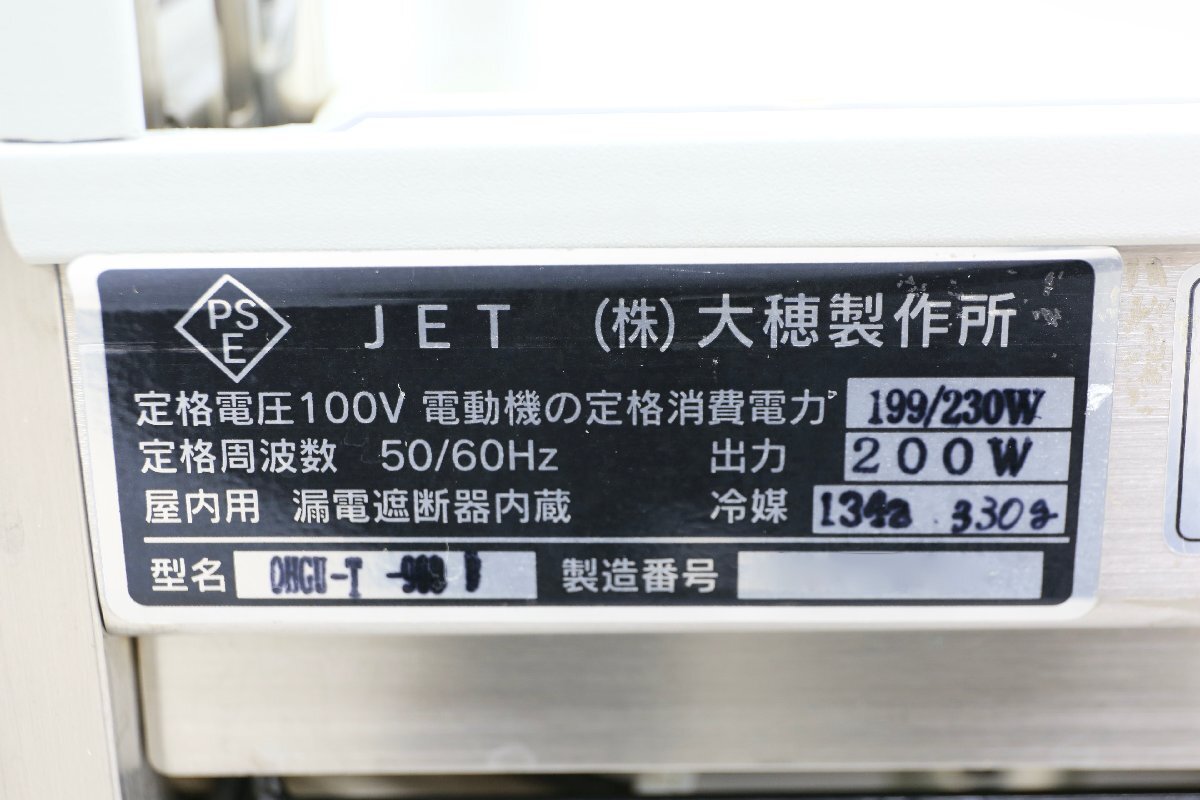 PSE JET (株)大穂製作所
定格電圧100V 電動機の定格消費電力 199/230W
定格周波数 50/60Hz 出力 200W
屋内用 漏電遮断器内蔵 冷媒 134a 330g
型名 OHGU-T 製造番号